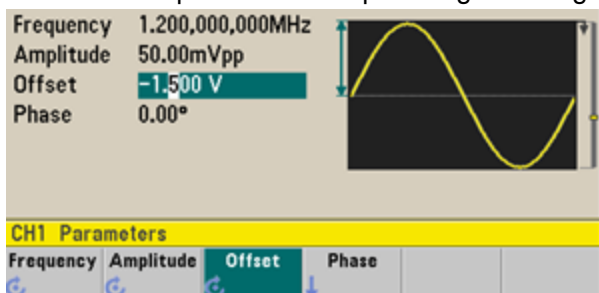 Frequency 1.200,000,000MHz
Amplitude 50.00mVpp
Offset -1.500 V
Phase 0.00°
CH1 Parameters
Frequency Amplitude Offset Phase